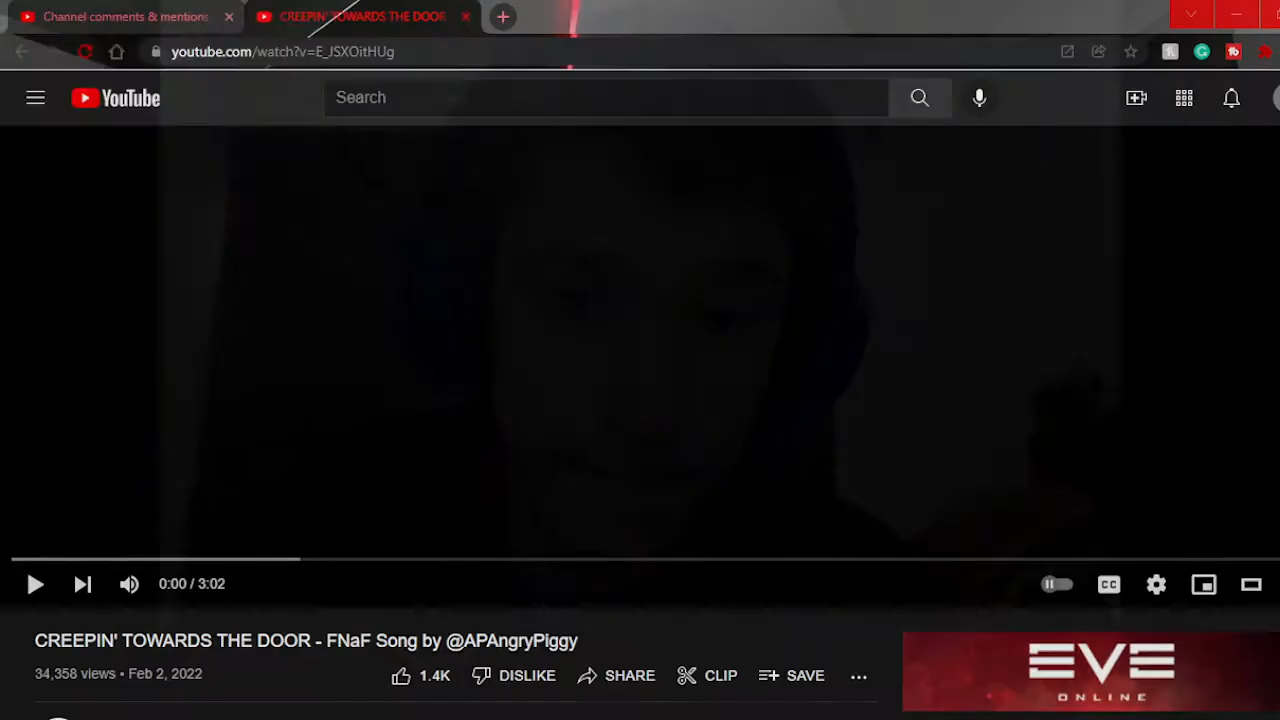 Channel comments & mentions
CREEPIN' TOWARDS THE DOOR
youtube.com/watch?v=E_JSXOitHUg
YouTube
Search
0:00 / 3:02
CC
CREEPIN' TOWARDS THE DOOR - FNaF Song by @APAngryPiggy
34,358 views • Feb 2, 2022
1.4K DISLIKE SHARE CLIP SAVE
EVE
ONLINE